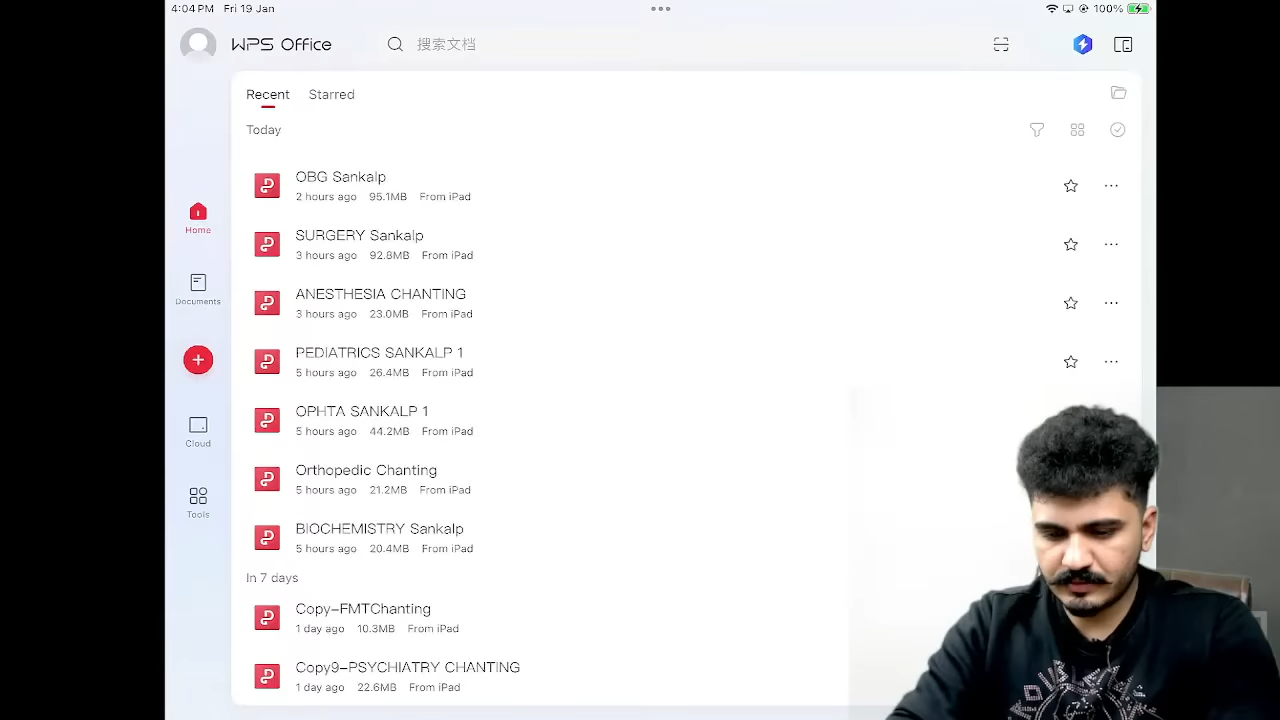 4:04 PM Fri 19 Jan
100%
WPS Office
搜索文档
Recent Starred
Today
OBG Sankalp
2 hours ago 95.1MB From iPad
SURGERY Sankalp
3 hours ago 92.8MB From iPad
ANESTHESIA CHANTING
3 hours ago 23.0MB From iPad
PEDIATRICS SANKALP 1
5 hours ago 26.4MB From iPad
OPHTA SANKALP 1
5 hours ago 44.2MB From iPad
Orthopedic Chanting
5 hours ago 21.2MB From iPad
BIOCHEMISTRY Sankalp
5 hours ago 20.4MB From iPad
In 7 days
Copy-FMTChanting
1 day ago 10.3MB From iPad
Copy9-PSYCHIATRY CHANTING
1 day ago 22.6MB From iPad
Home
Documents
Cloud
Tools